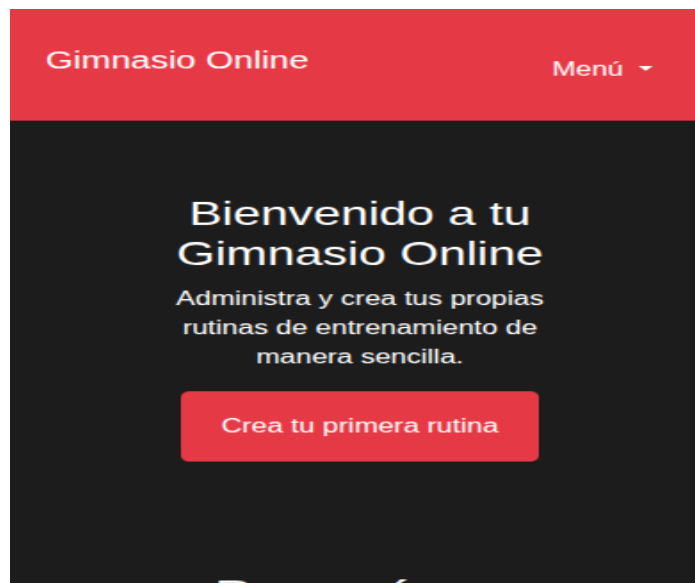 Gimnasio Online
Menú
Bienvenido a tu
Gimnasio Online
Administra y crea tus propias
rutinas de entrenamiento de
manera sencilla.
Crea tu primera rutina